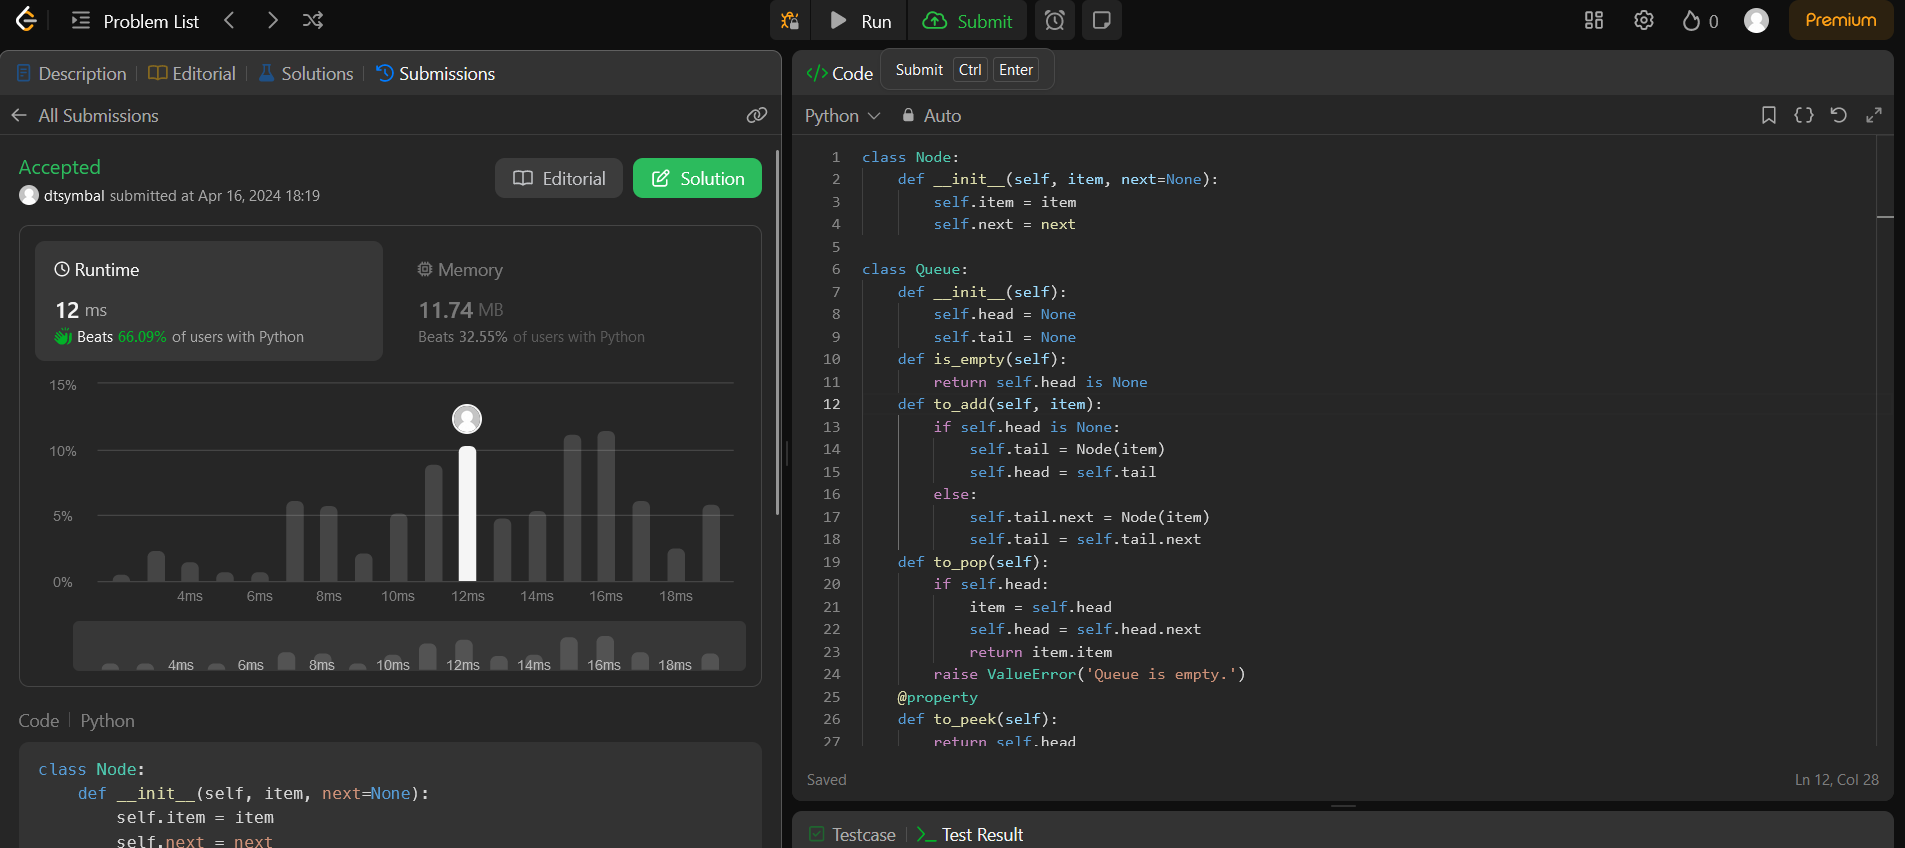 Problem List
Run
Submit
0
Premium
Description
Editorial
Solutions
Submissions
All Submissions
Accepted
dtsymbal submitted at Apr 16, 2024 18:19
Editorial
Solution
Runtime
12 ms
Beats 66.09% of users with Python
Memory
11.74 MB
Beats 32.55% of users with Python
15%
10%
5%
0%
4ms 6ms 8ms 10ms 12ms 14ms 16ms 18ms
4ms 6ms 8ms 10ms 12ms 14ms 16ms 18ms
Code Python
class Node:
    def __init__(self, item, next=None):
        self.item = item
        self.next = next
Code
Submit Ctrl Enter
Python
Auto
1 class Node:
2     def __init__(self, item, next=None):
3         self.item = item
4         self.next = next
5
6 class Queue:
7     def __init__(self):
8         self.head = None
9         self.tail = None
10     def is_empty(self):
11         return self.head is None
12     def to_add(self, item):
13         if self.head is None:
14             self.tail = Node(item)
15             self.head = self.tail
16         else:
17             self.tail.next = Node(item)
18             self.tail = self.tail.next
19     def to_pop(self):
20         if self.head:
21             item = self.head
22             self.head = self.head.next
23             return item.item
24         raise ValueError('Queue is empty.')
25     @property
26     def to_peek(self):
27         return self.head
Saved
Ln 12, Col 28
Testcase
>_ Test Result